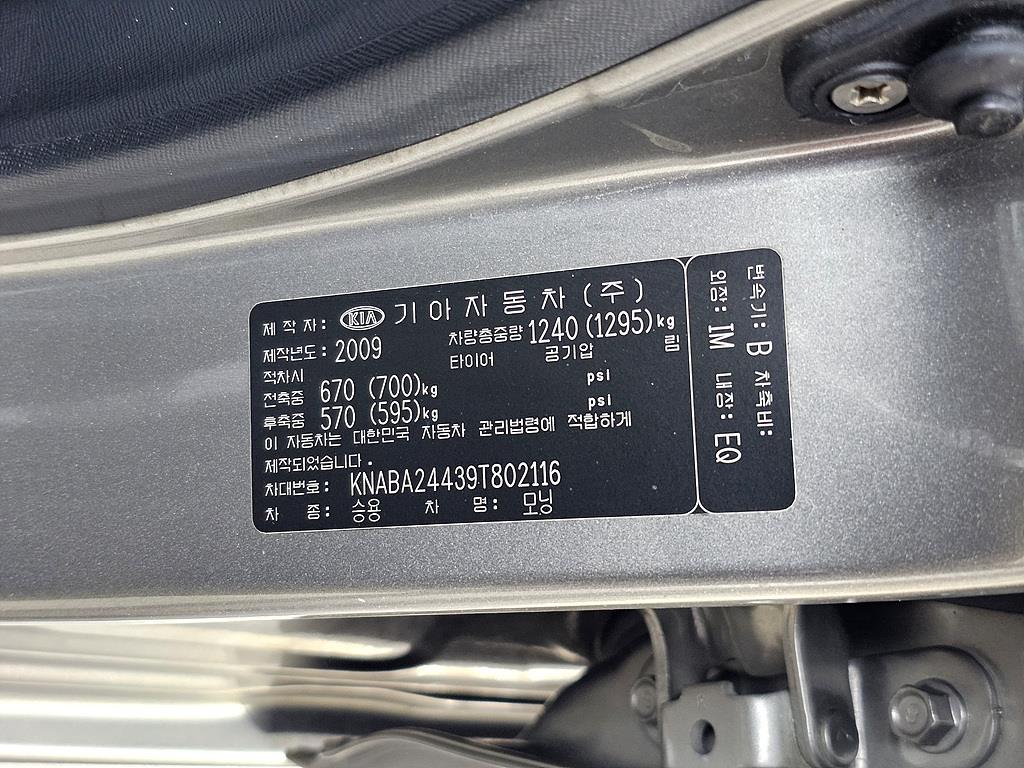 제 작 자: KIA 기 아 자 동 차 (주)
제작년도: 2009 차량총중량 1240 (1295)kg
적차시 타이어 공기압 림
전축중 670 (700)kg psi
후축중 570 (595)kg psi
이 자동차는 대한민국 자동차 관리법령에 적합하게
제작되었습니다.
차대번호: KNABA24439T802116
차 종: 승용 차 명: 모닝
변속기: B 차축비:
외장: IM 내장: EQ